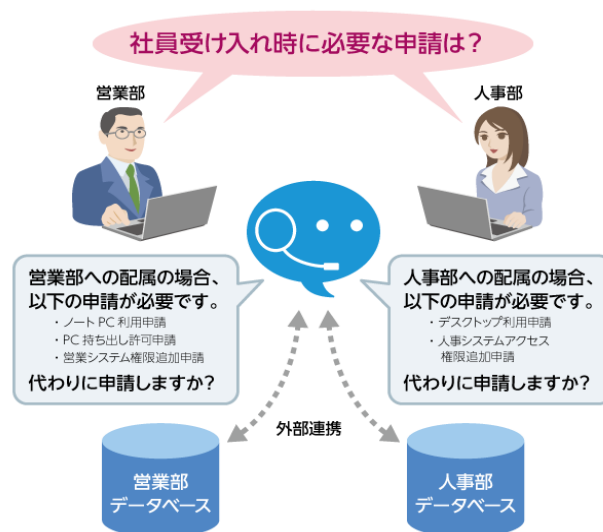 社員受け入れ時に必要な申請は？
営業部
人事部
営業部への配属の場合、
以下の申請が必要です。
・ノート PC 利用申請
・PC 持ち出し許可申請
・営業システム権限追加申請
代わりに申請しますか？
人事部への配属の場合、
以下の申請が必要です。
・デスクトップ利用申請
・人事システムアクセス
権限追加申請
代わりに申請しますか？
外部連携
営業部
データベース
人事部
データベース